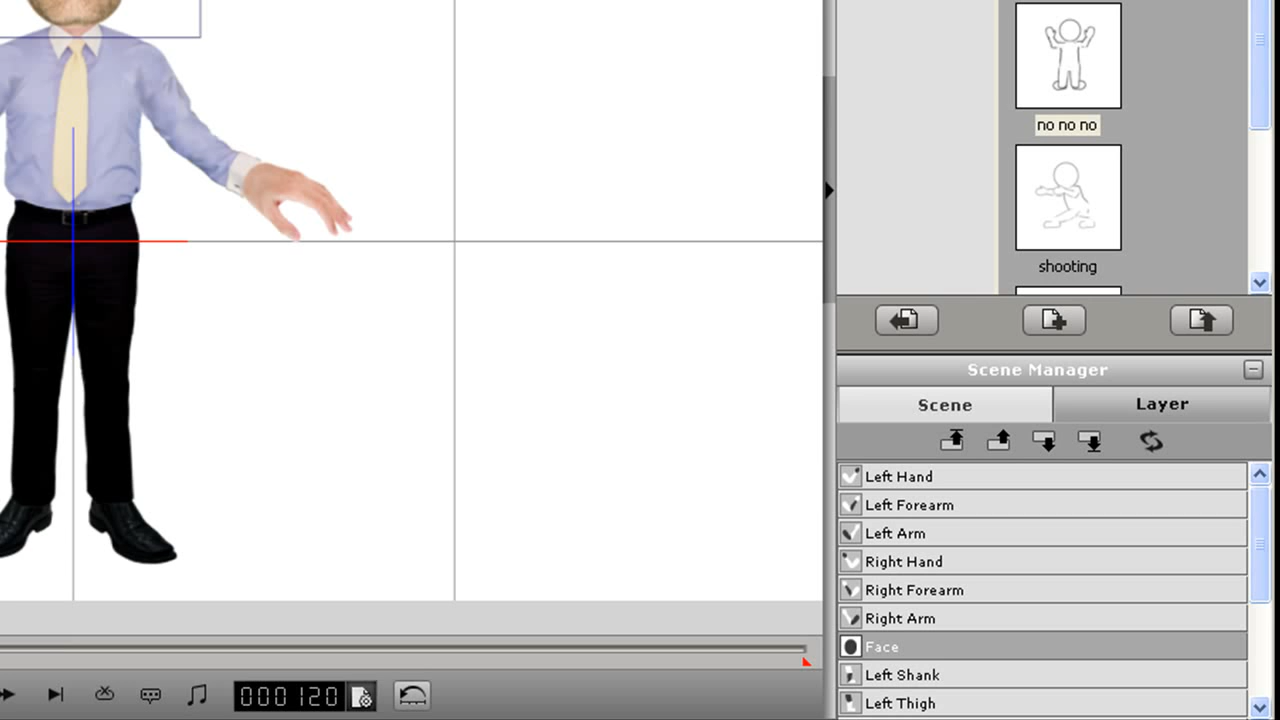 no no no
shooting
Scene Manager
Scene
Layer
Left Hand
Left Forearm
Left Arm
Right Hand
Right Forearm
Right Arm
Face
Left Shank
Left Thigh
000120